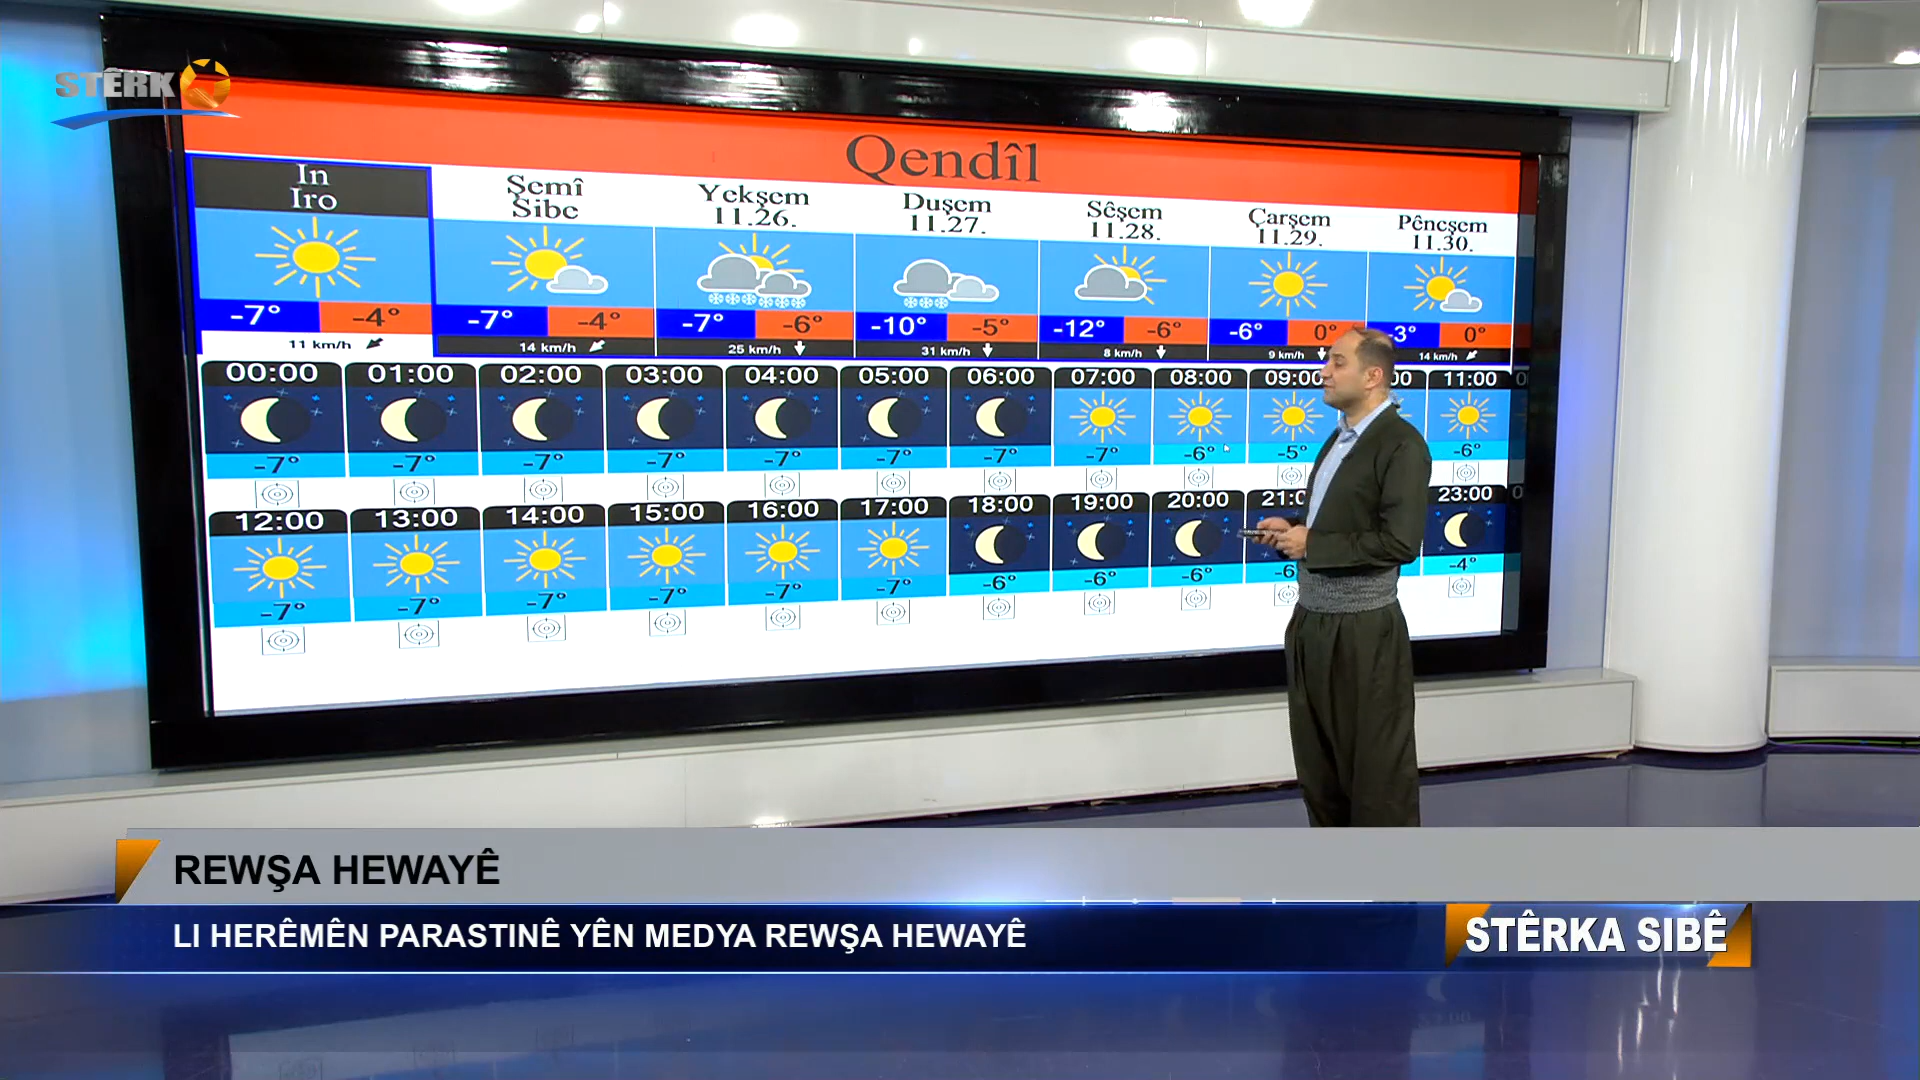 STÊRK
Qendîl
In
Iro
Şemî
Sibe
Yekşem
11.26.
Duşem
11.27.
Sêşem
11.28.
Çarşem
11.29.
Pêncşem
11.30.
-7° -4° -7° -4° -7° -6° -10° -5° -12° -6° -6° 0° -3° 0°
11 km/h 14 km/h 25 km/h 31 km/h 8 km/h 9 km/h 14 km/h
00:00 01:00 02:00 03:00 04:00 05:00 06:00 07:00 08:00 09:00 11:00
-7° -7° -7° -7° -7° -7° -7° -7° -6° -5° -6°
12:00 13:00 14:00 15:00 16:00 17:00 18:00 19:00 20:00 23:00
-7° -7° -7° -7° -7° -7° -6° -6° -6° -4°
REWŞA HEWAYÊ
LI HERÊMÊN PARASTINÊ YÊN MEDYA REWŞA HEWAYÊ
STÊRKA SIBÊ